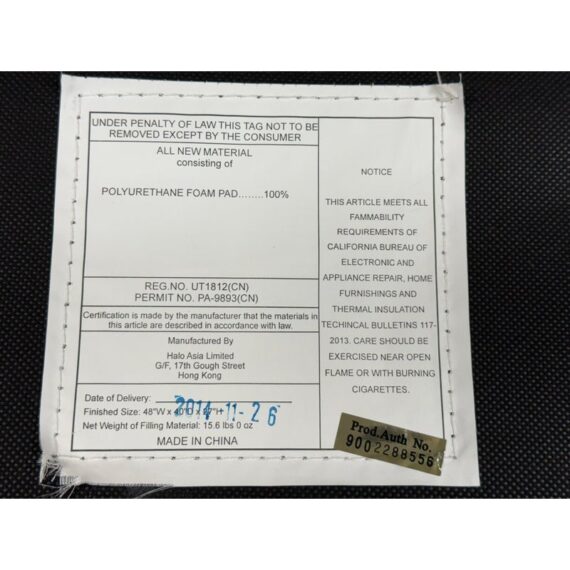 UNDER PENALTY OF LAW THIS TAG NOT TO BE
REMOVED EXCEPT BY THE CONSUMER
ALL NEW MATERIAL
consisting of
POLYURETHANE FOAM PAD........100%
REG.NO. UT1812(CN)
PERMIT NO. PA-9893(CN)
Certification is made by the manufacturer that the materials in
this article are described in accordance with law.
Manufactured By
Halo Asia Limited
G/F, 17th Gough Street
Hong Kong
Date of Delivery:
2014-11-26
Finished Size: 48"W x 40"D x
Net Weight of Filling Material: 15.6 lbs 0 oz
MADE IN CHINA
NOTICE
THIS ARTICLE MEETS ALL
FAMMABILITY
REQUIREMENTS OF
CALIFORNIA BUREAU OF
ELECTRONIC AND
APPLIANCE REPAIR, HOME
FURNISHINGS AND
THERMAL INSULATION
TECHINCAL BULLETINS 117-
2013. CARE SHOULD BE
EXERCISED NEAR OPEN
FLAME OR WITH BURNING
CIGARETTES.
Prod.Auth No.
9002288556